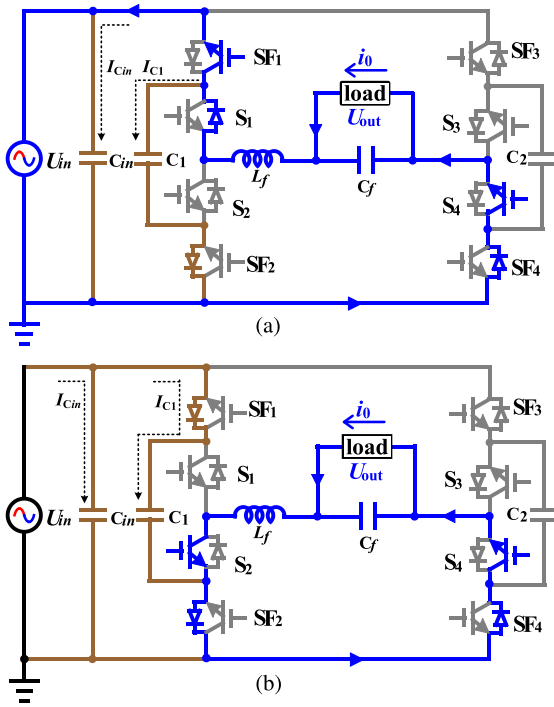 I_Cin I_C1 SF1 i0 SF3
load
S1 Uout S3
Uin Cin C1 Lf Cf C2
S2 S4
SF2 SF4
(a)
I_Cin I_C1 SF1 i0 SF3
load
S1 Uout S3
Uin Cin C1 Lf Cf C2
S2 S4
SF2 SF4
(b)